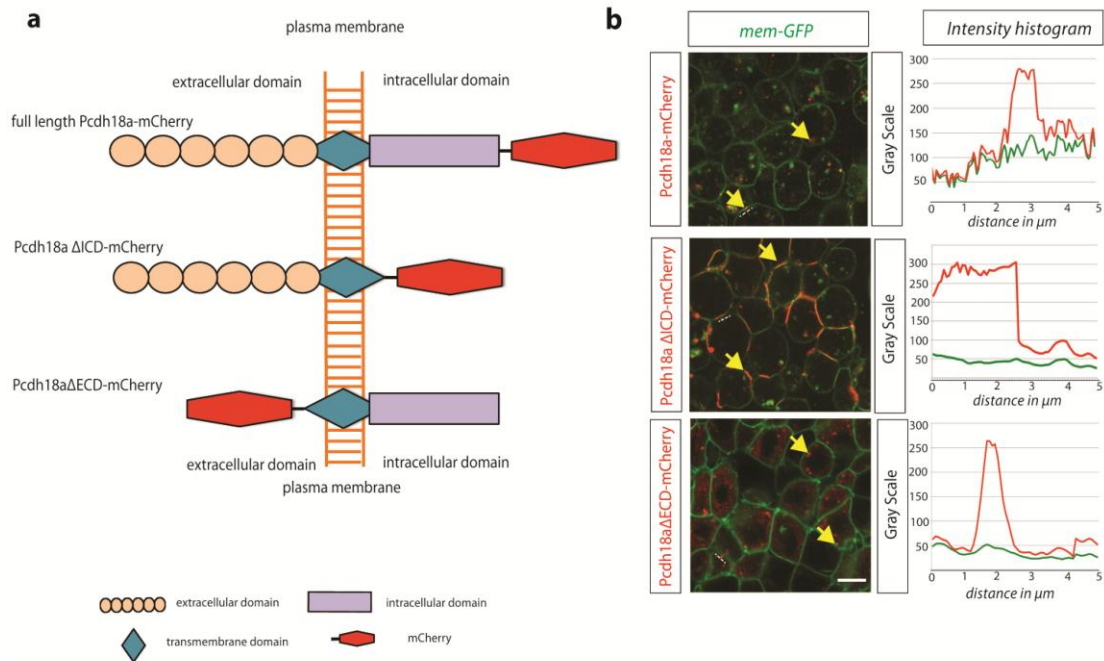 a
plasma membrane
extracellular domain
intracellular domain
full length Pcdh18a-mCherry
Pcdh18a ΔICD-mCherry
Pcdh18aΔECD-mCherry
extracellular domain
intracellular domain
plasma membrane
extracellular domain
intracellular domain
transmembrane domain
mCherry
b
mem-GFP
Intensity histogram
Pcdh18a-mCherry
Gray Scale
300
250
200
150
100
50
0 1 2 3 4 5
distance in µm
Pcdh18a ΔICD-mCherry
Gray Scale
300
250
300
150
100
50
0 1 2 3 4 5
distance in µm
Pcdh18aΔECD-mCherry
Gray Scale
300
250
200
150
100
50
0 1 2 3 4 5
distance in µm